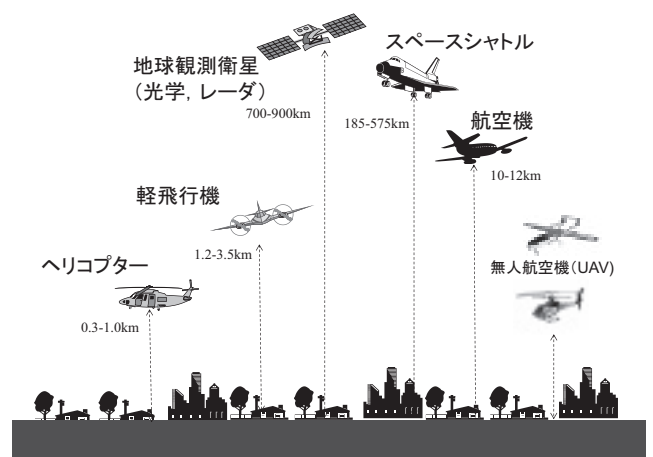 スペースシャトル
地球観測衛星
（光学，レーダ）
700-900km
185-575km
航空機
10-12km
軽飛行機
1.2-3.5km
無人航空機（UAV）
ヘリコプター
0.3-1.0km